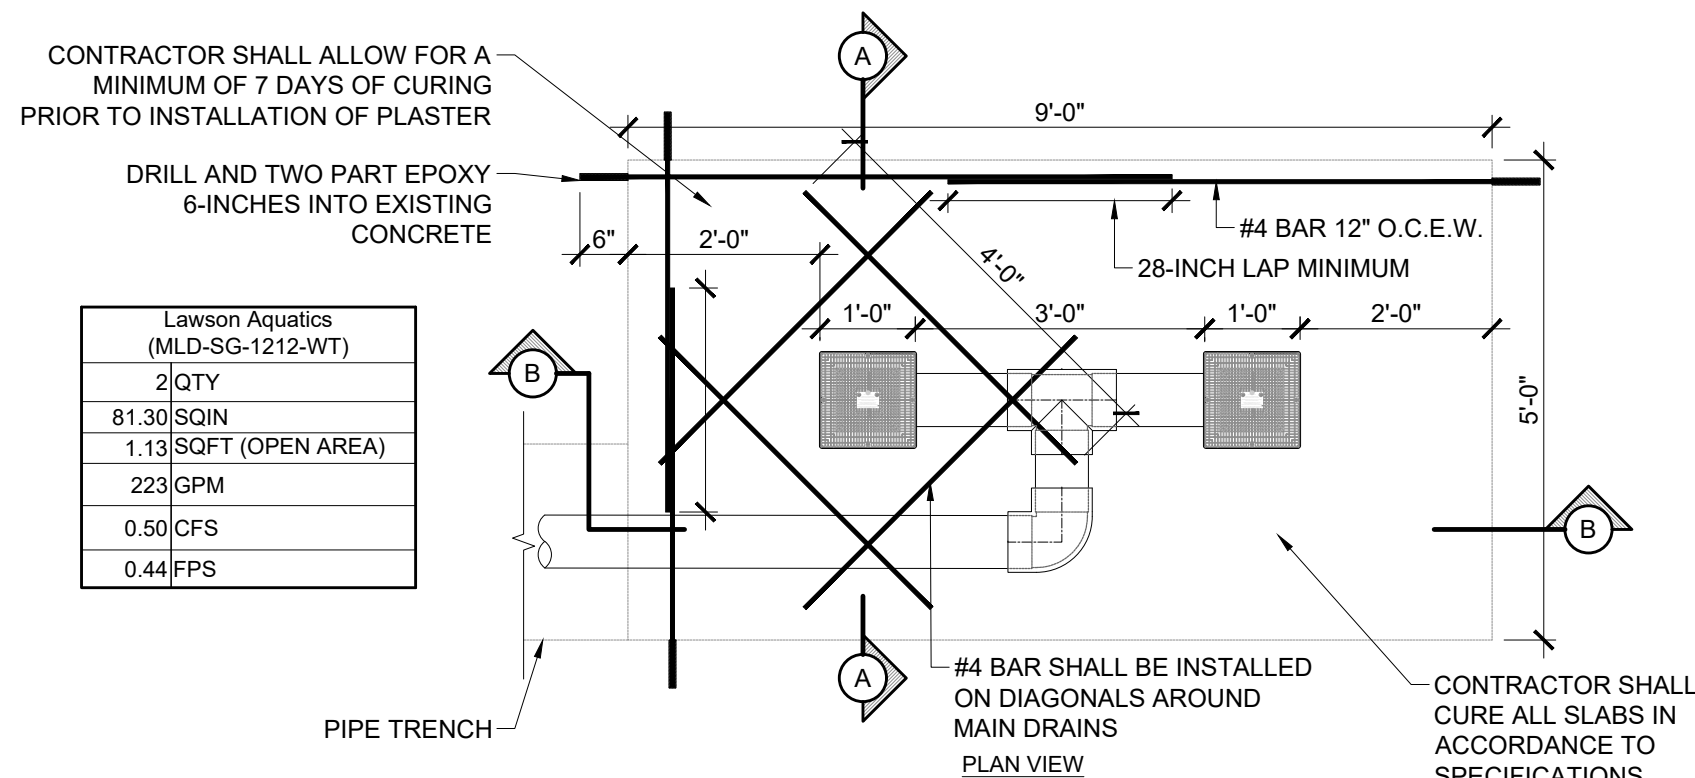 CONTRACTOR SHALL ALLOW FOR A
MINIMUM OF 7 DAYS OF CURING
PRIOR TO INSTALLATION OF PLASTER
A
9'-0"
DRILL AND TWO PART EPOXY
6-INCHES INTO EXISTING
CONCRETE
6"
2'-0"
#4 BAR 12" O.C.E.W.
28-INCH LAP MINIMUM
4'-0"
1'-0"
3'-0"
1'-0"
2'-0"
5'-0"
Lawson Aquatics
(MLD-SG-1212-WT)
2 QTY
81.30 SQIN
1.13 SQFT (OPEN AREA)
223 GPM
0.50 CFS
0.44 FPS
B
B
A
#4 BAR SHALL BE INSTALLED
ON DIAGONALS AROUND
MAIN DRAINS
PIPE TRENCH
CONTRACTOR SHALL
CURE ALL SLABS IN
ACCORDANCE TO
SPECIFICATIONS
PLAN VIEW